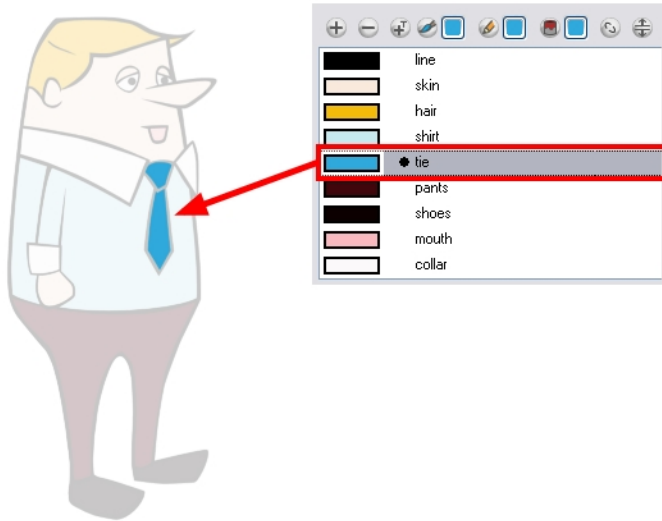 line
skin
hair
shirt
tie
pants
shoes
mouth
collar